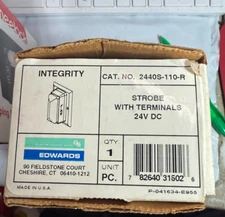 INTEGRITY
CAT. NO. 2440S-110-R
STROBE
WITH TERMINALS
24V DC
EDWARDS
90 FIELDSTONE COURT
CHESHIRE, CT 06410-1212
QTY
1
UNIT
PC.
7 82640 31502 6
MADE IN U.S.A.
P-041634-E955